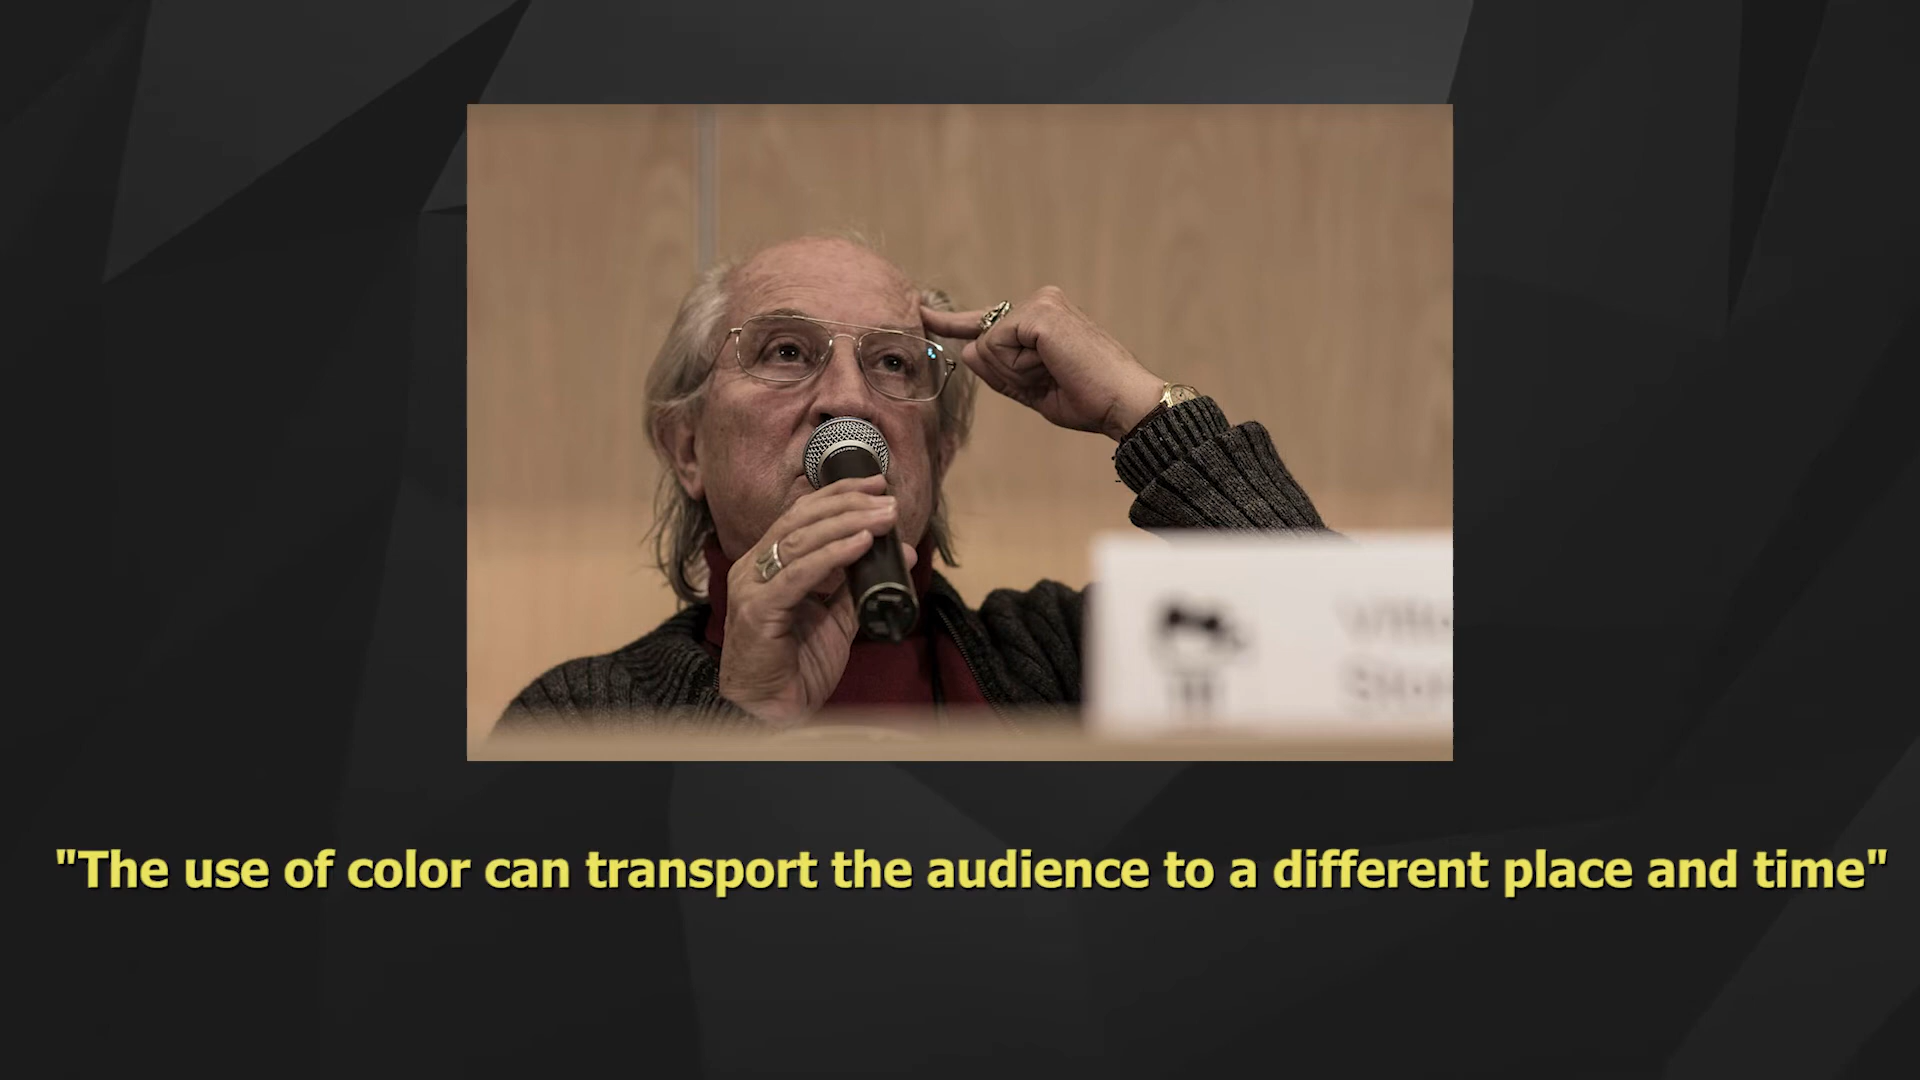 "The use of color can transport the audience to a different place and time"